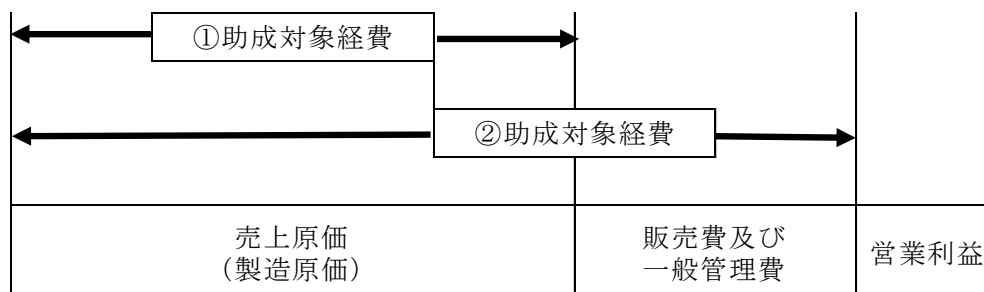 ①助成対象経費
②助成対象経費
売上原価
(製造原価)
販売費及び
一般管理費
営業利益